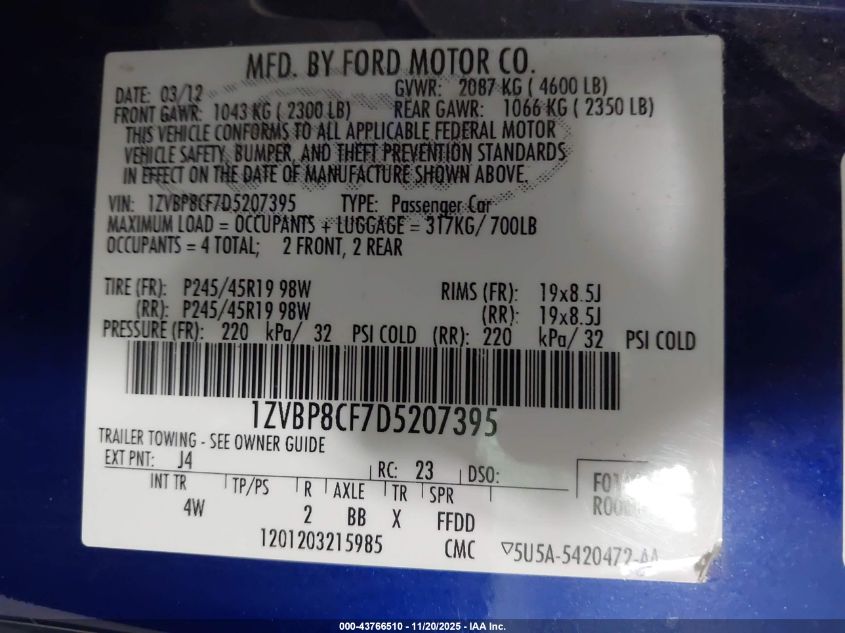 MFD. BY FORD MOTOR CO.
DATE: 03/12 GVWR: 2087 KG ( 4600 LB)
FRONT GAWR: 1043 KG ( 2300 LB) REAR GAWR: 1066 KG ( 2350 LB)
THIS VEHICLE CONFORMS TO ALL APPLICABLE FEDERAL MOTOR
VEHICLE SAFETY, BUMPER, AND THEFT PREVENTION STANDARDS
IN EFFECT ON THE DATE OF MANUFACTURE SHOWN ABOVE.
VIN: 1ZVBP8CF7D5207395 TYPE: Passenger Car
MAXIMUM LOAD = OCCUPANTS + LUGGAGE = 317KG/ 700LB
OCCUPANTS = 4 TOTAL; 2 FRONT, 2 REAR
TIRE (FR): P245/45R19 98W RIMS (FR): 19x8.5J
(RR): P245/45R19 98W (RR): 19x8.5J
PRESSURE (FR): 220 kPa/ 32 PSI COLD (RR): 220 kPa/ 32 PSI COLD
1ZVBP8CF7D5207395
TRAILER TOWING - SEE OWNER GUIDE
EXT PNT: J4 RC: 23 DSO:
INT TR TP/PS R AXLE TR SPR
4W 2 BB X FFDD
1201203215985 CMC ▽5U5A-5420472-AA
000-43766510 - 11/20/2025 - IAA Inc.